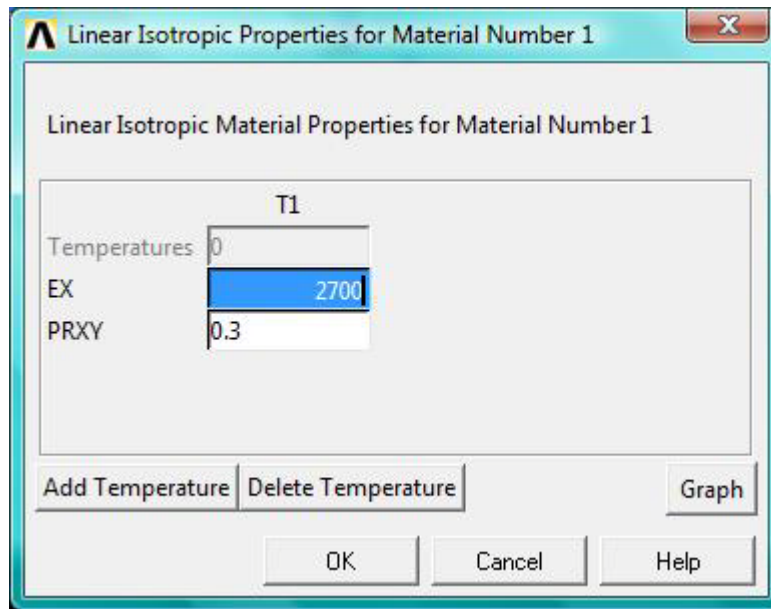 Linear Isotropic Properties for Material Number 1
Linear Isotropic Material Properties for Material Number 1
T1
Temperatures 0
EX 2700
PRXY 0.3
Add Temperature Delete Temperature Graph
OK Cancel Help